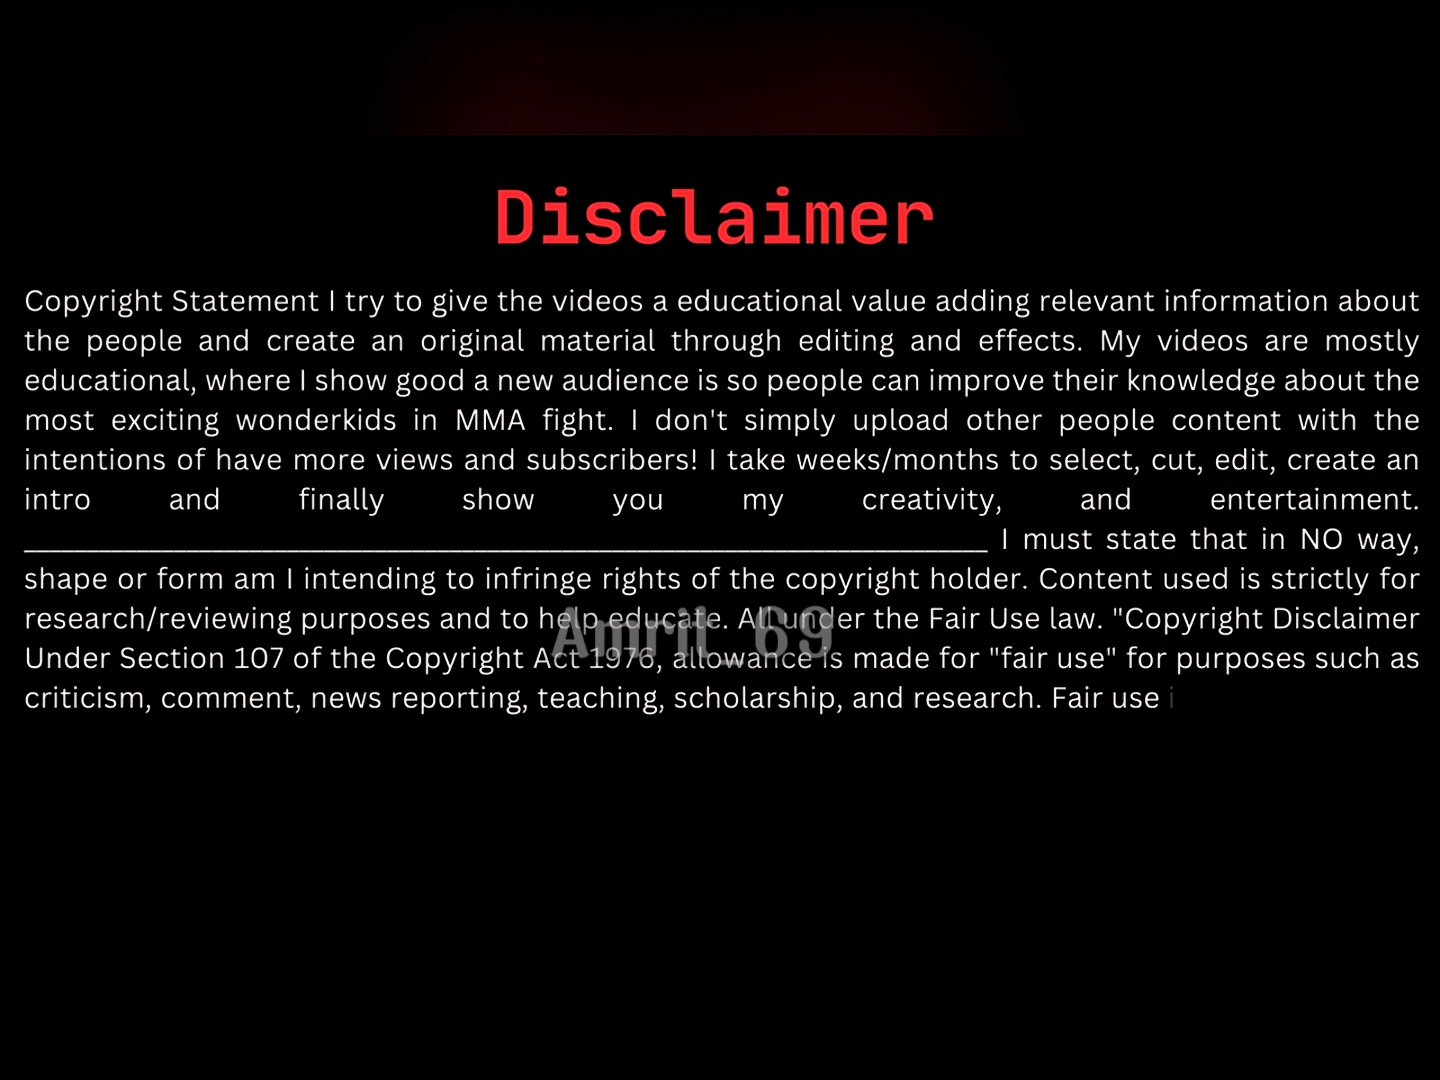 Disclaimer
Copyright Statement I try to give the videos a educational value adding relevant information about
the people and create an original material through editing and effects. My videos are mostly
educational, where I show good a new audience is so people can improve their knowledge about the
most exciting wonderkids in MMA fight. I don't simply upload other people content with the
intentions of have more views and subscribers! I take weeks/months to select, cut, edit, create an
intro and finally show you my creativity, and entertainment.
_____________________________________________________________________ I must state that in NO way,
shape or form am I intending to infringe rights of the copyright holder. Content used is strictly for
research/reviewing purposes and to help educate. All under the Fair Use law. "Copyright Disclaimer
Under Section 107 of the Copyright Act 1976, allowance is made for "fair use" for purposes such as
criticism, comment, news reporting, teaching, scholarship, and research. Fair use i
Amrit_69